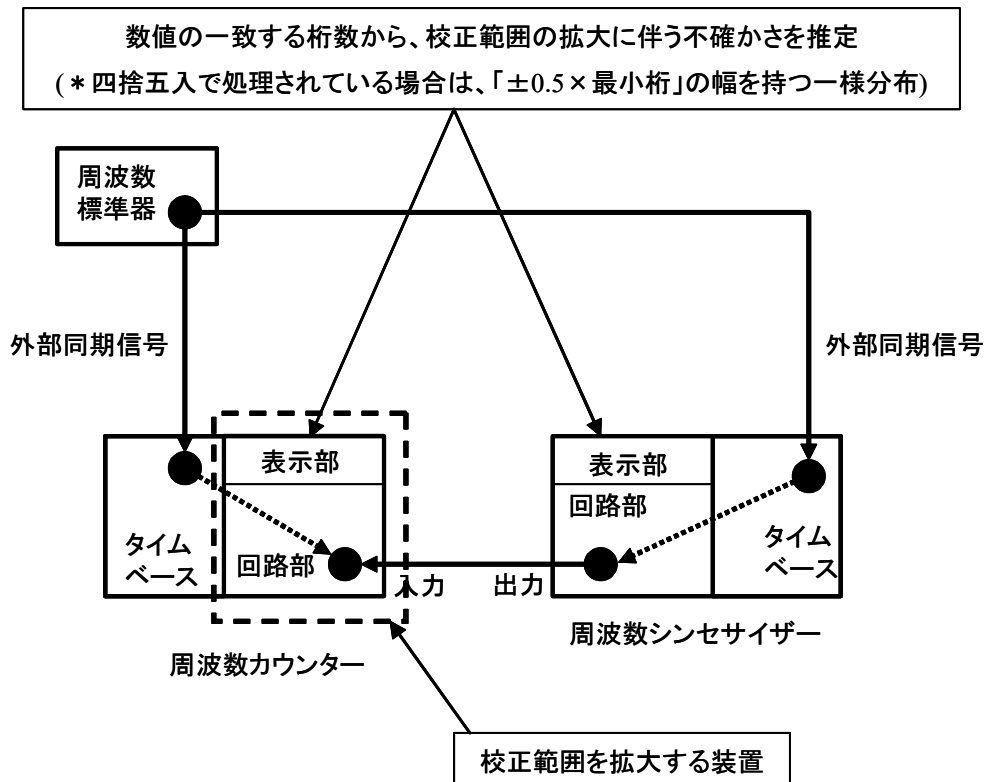 数値の一致する桁数から、校正範囲の拡大に伴う不確かさを推定
(＊四捨五入で処理されている場合は、｢±0.5×最小桁｣の幅を持つ一様分布)
周波数
標準器
外部同期信号
外部同期信号
表示部
タイム
ベース
回路部
入力
出力
表示部
回路部
タイム
ベース
周波数カウンター
周波数シンセサイザー
校正範囲を拡大する装置